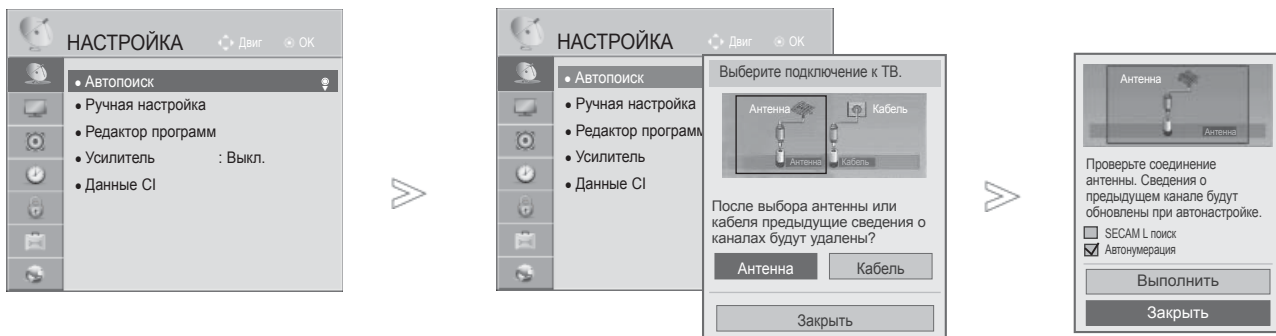 НАСТРОЙКА Двиг ОК
• Автопоиск
• Ручная настройка
• Редактор программ
• Усилитель : Выкл.
• Данные CI
НАСТРОЙКА Двиг ОК
• Автопоиск
• Ручная настройка
• Редактор программ
• Усилитель
• Данные CI
Выберите подключение к ТВ.
Антенна Кабель
Антенна Кабель
После выбора антенны или
кабеля предыдущие сведения о
каналах будут удалены?
Антенна Кабель
Закрыть
Антенна
Антенна
Проверьте соединение
антенны. Сведения о
предыдущем канале будут
обновлены при автонастройке.
SECAM L поиск
Автонумерация
Выполнить
Закрыть